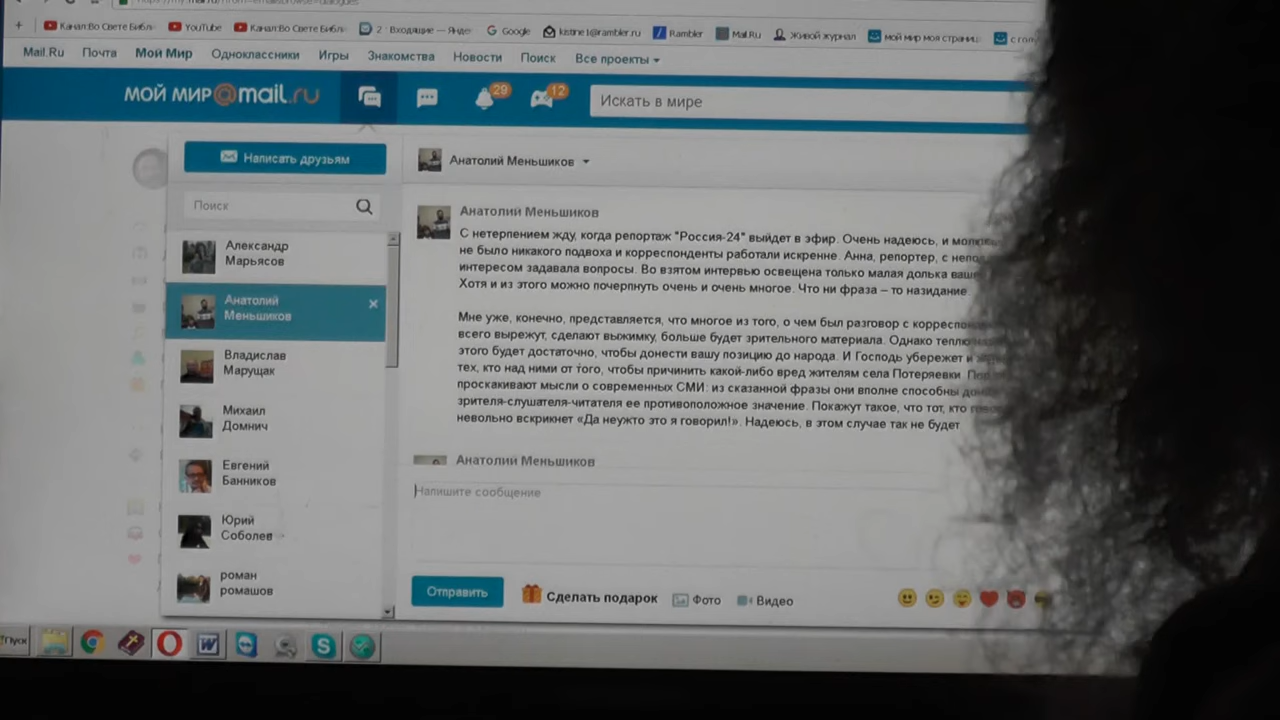 Канал:Во Свете Библ
YouTube
Канал:Во Свете Библ
2 : Входящие — Янде
Google
Rambler
Mail.Ru
Живой журнал
мой мир моя страниц
Mail.Ru Почта Мой Мир Одноклассники Игры Знакомства Новости Поиск Все проекты
МОЙ МИР@mail.ru
29
12
Искать в мире
Написать друзьям
Поиск
Александр
Марьясов
Анатолий
Меньшиков
Владислав
Марущак
Михаил
Домнич
Евгений
Банников
Юрий
Соболев
роман
ромашов
Анатолий Меньшиков
Анатолий Меньшиков
С нетерпением жду, когда репортаж "Россия-24" выйдет в эфир. Очень надеюсь, и
не было никакого подвоха и корреспонденты работали искренне. Анна, репортер, с
интересом задавала вопросы. Во взятом интервью освещена только малая долька
Хотя и из этого можно почерпнуть очень и очень многое. Что ни фраза – то назидание
Мне уже, конечно, представляется, что многое из того, о чем был разговор с
всего вырежут, сделают выжимку, больше будет зрительного материала. Однако
этого будет достаточно, чтобы донести вашу позицию до народа. И Господь убережет и
тех, кто над ними от того, чтобы причинить какой-либо вред жителям села Потеряевки.
проскакивают мысли о современных СМИ: из сказанной фразы они вполне способны
зрителя-слушателя-читателя ее противоположное значение. Покажут такое, что тот, кто
невольно вскрикнет «Да неужто это я говорил!». Надеюсь, в этом случае так не будет
Анатолий Меньшиков
Напишите сообщение
Отправить
Сделать подарок
Фото
Видео
Пуск